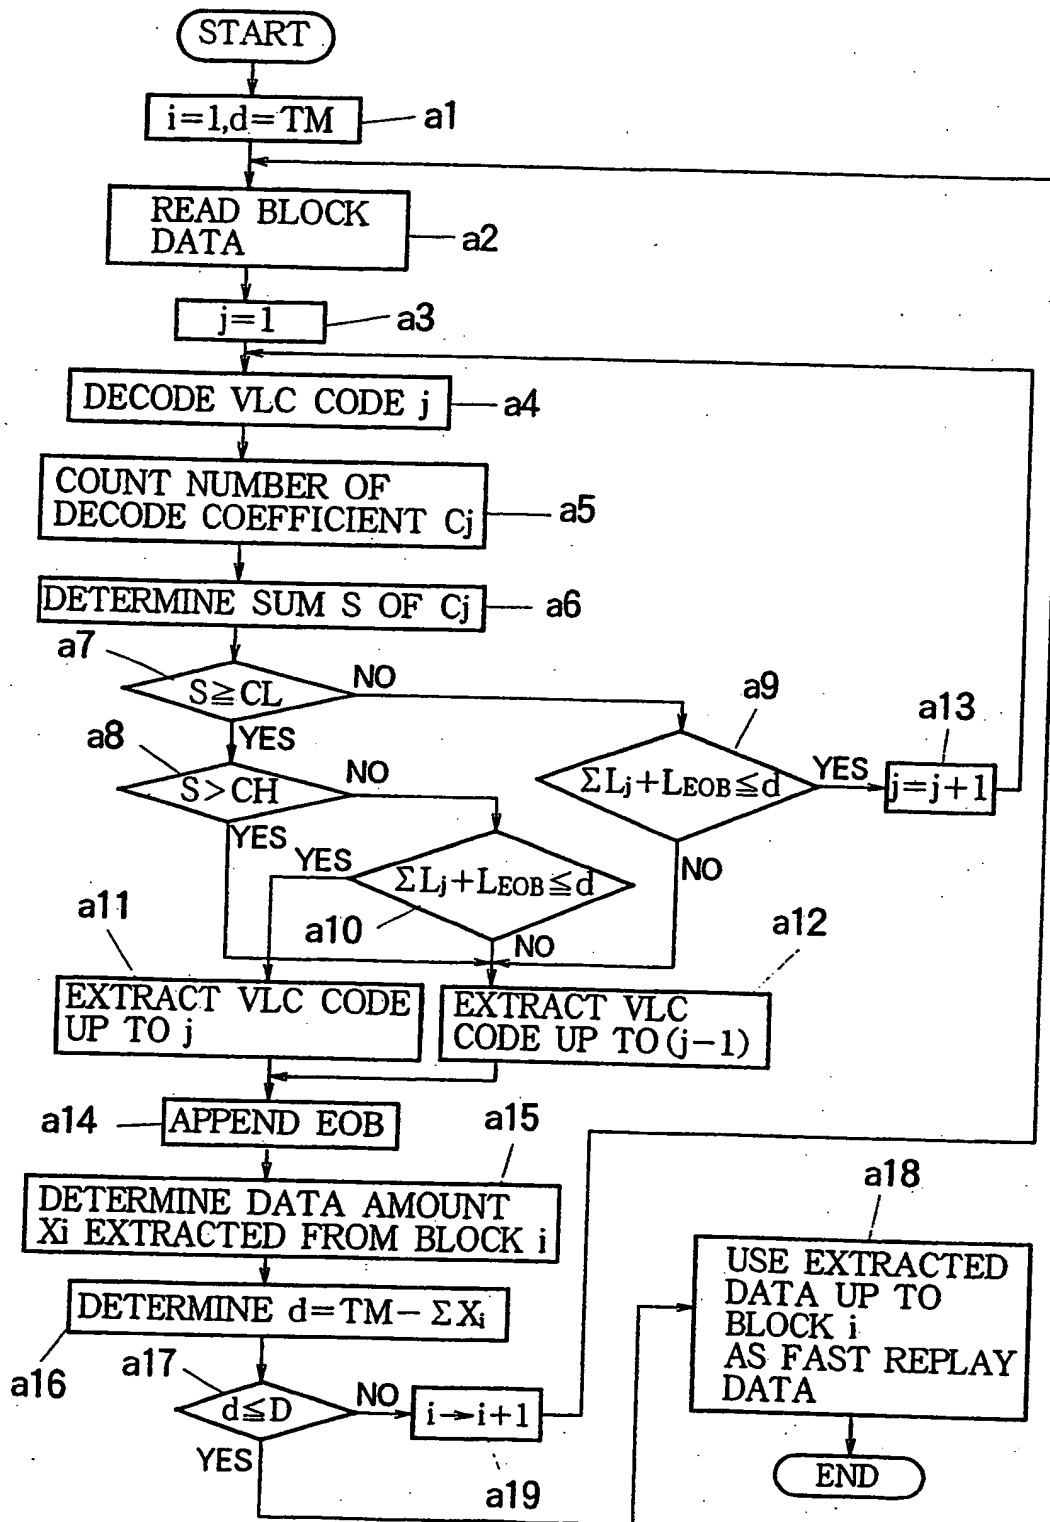 START
i=1,d=TM
a1
READ BLOCK
DATA
a2
j=1
a3
DECODE VLC CODE j
a4
COUNT NUMBER OF
DECODE COEFFICIENT Cj
a5
DETERMINE SUM S OF Cj
a6
a7
S≧CL
NO
YES
a9
ΣLj+LEOB≦d
YES
NO
a13
j=j+1
a8
S>CH
NO
YES
ΣLj+LEOB≦d
YES
NO
a10
a11
EXTRACT VLC CODE
UP TO j
a12
EXTRACT VLC
CODE UP TO (j-1)
a14
APPEND EOB
a15
DETERMINE DATA AMOUNT
Xi EXTRACTED FROM BLOCK i
DETERMINE d=TM-ΣXi
a16
a17
d≦D
NO
YES
i→i+1
a19
a18
USE EXTRACTED
DATA UP TO
BLOCK i
AS FAST REPLAY
DATA
END